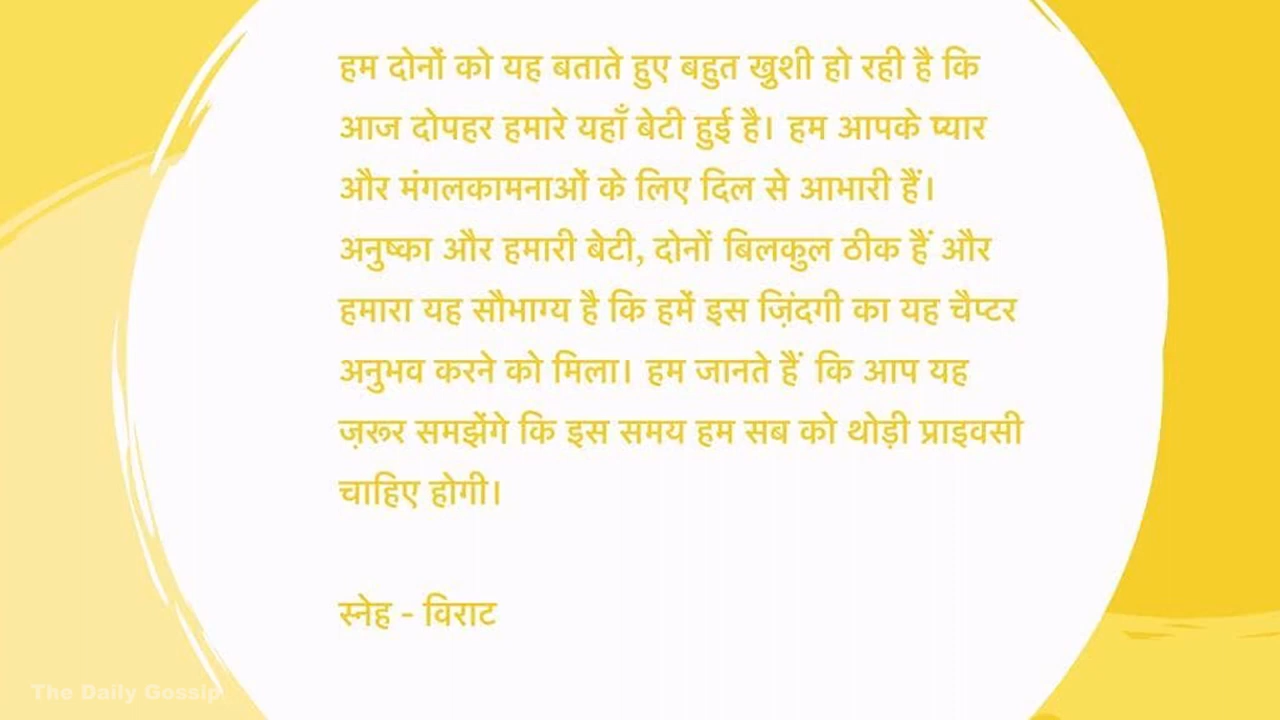 हम दोनों को यह बताते हुए बहुत खुशी हो रही है कि
आज दोपहर हमारे यहाँ बेटी हुई है। हम आपके प्यार
और मंगलकामनाओं के लिए दिल से आभारी हैं।
अनुष्का और हमारी बेटी, दोनों बिलकुल ठीक हैं और
हमारा यह सौभाग्य है कि हमें इस ज़िंदगी का यह चैप्टर
अनुभव करने को मिला। हम जानते हैं कि आप यह
ज़रूर समझेंगे कि इस समय हम सब को थोड़ी प्राइवसी
चाहिए होगी।
स्नेह - विराट
The Daily Gossip